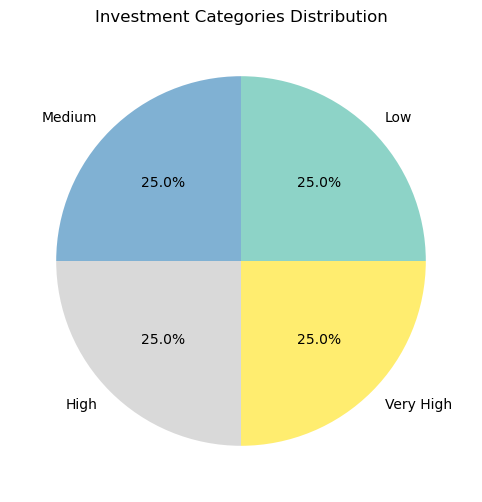 Investment Categories Distribution
Medium
Low
25.0%
25.0%
25.0%
25.0%
High
Very High